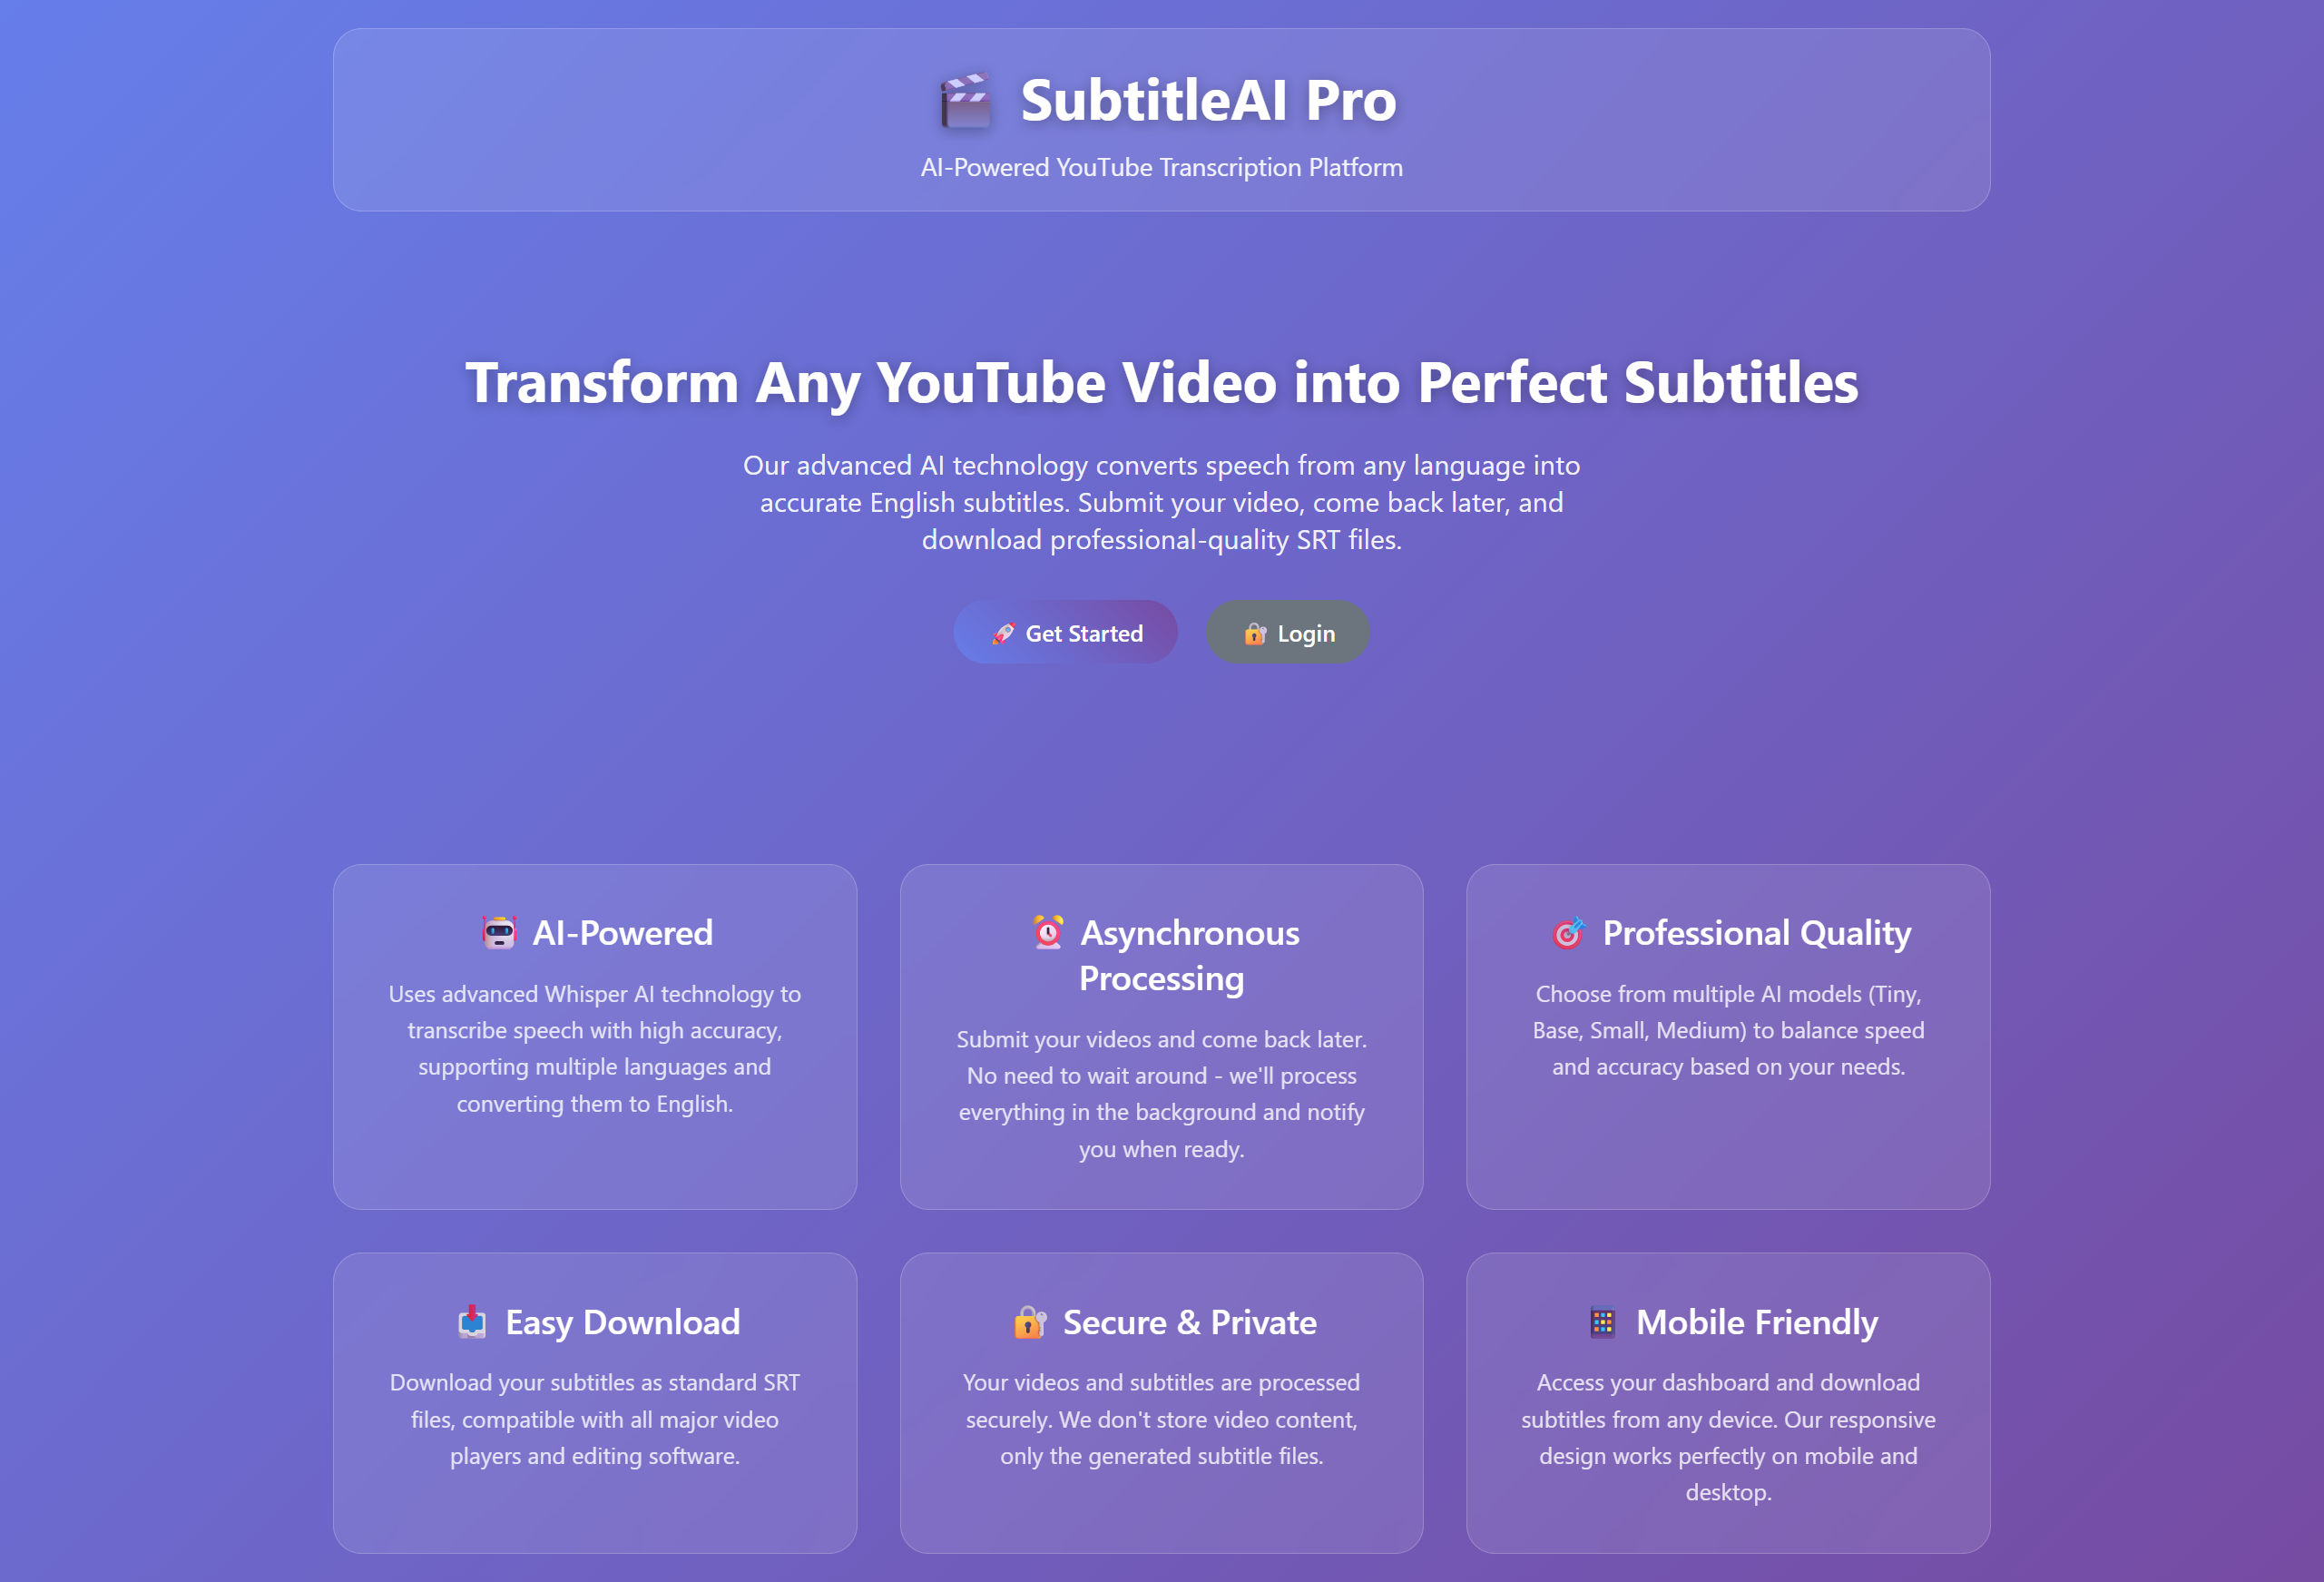 SubtitleAI Pro
AI-Powered YouTube Transcription Platform
Transform Any YouTube Video into Perfect Subtitles
Our advanced AI technology converts speech from any language into
accurate English subtitles. Submit your video, come back later, and
download professional-quality SRT files.
Get Started
Login
AI-Powered
Uses advanced Whisper AI technology to
transcribe speech with high accuracy,
supporting multiple languages and
converting them to English.
Asynchronous
Processing
Submit your videos and come back later.
No need to wait around - we'll process
everything in the background and notify
you when ready.
Professional Quality
Choose from multiple AI models (Tiny,
Base, Small, Medium) to balance speed
and accuracy based on your needs.
Easy Download
Download your subtitles as standard SRT
files, compatible with all major video
players and editing software.
Secure & Private
Your videos and subtitles are processed
securely. We don't store video content,
only the generated subtitle files.
Mobile Friendly
Access your dashboard and download
subtitles from any device. Our responsive
design works perfectly on mobile and
desktop.